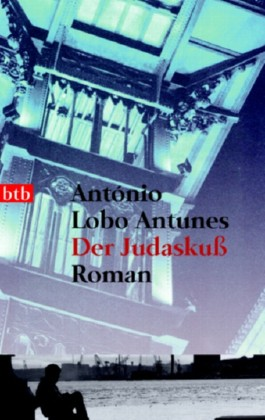 btb
António
Lobo Antunes
Der Judaskuß
Roman